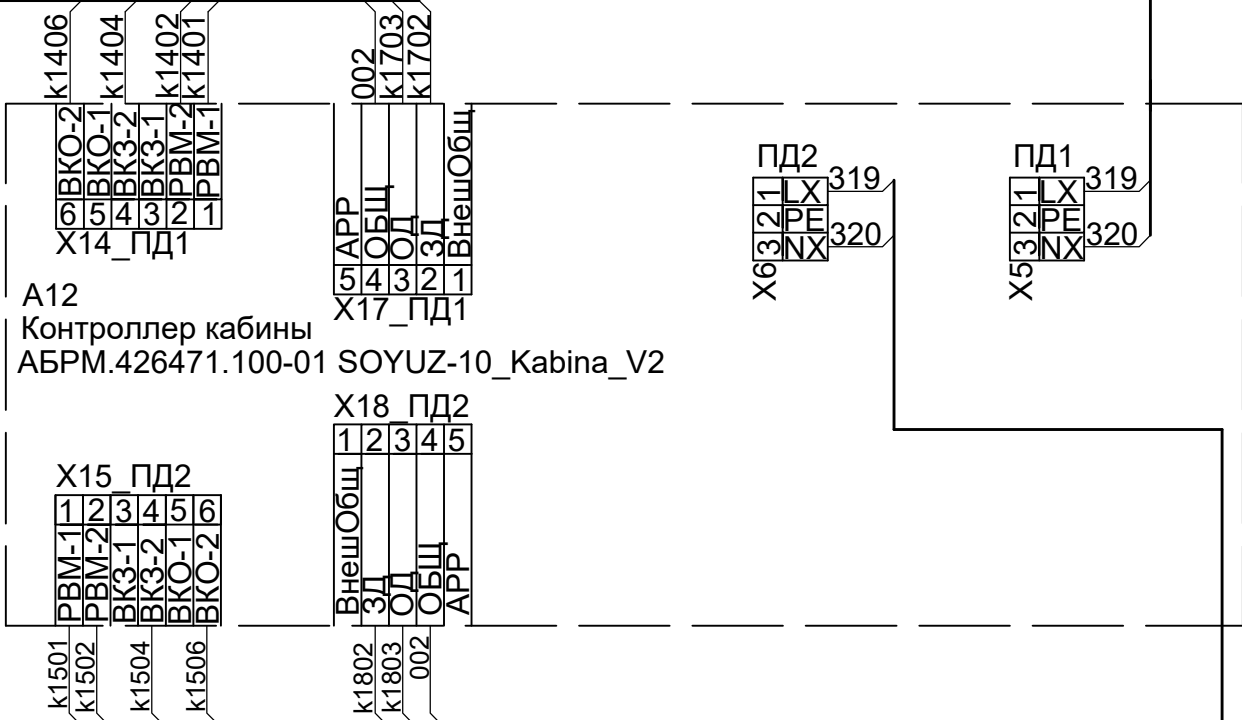 k1406
k1404
k1402
k1401
002
k1703
k1702
ВКО-2
ВКО-1
ВКЗ-2
ВКЗ-1
РВМ-2
РВМ-1
6 5 4 3 2 1
X14_ПД1
АРР
ОБЩ
ОД
ЗД
ВнешОбщ
5 4 3 2 1
X17_ПД1
ПД2
1 LX 319
2 PE
3 NX 320
X6
ПД1
1 LX 319
2 PE
3 NX 320
X5
А12
Контроллер кабины
АБРМ.426471.100-01 SOYUZ-10_Kabina_V2
X18_ПД2
1 2 3 4 5
ВнешОбщ
ЗД
ОД
ОБЩ
АРР
X15_ПД2
1 2 3 4 5 6
РВМ-1
РВМ-2
ВКЗ-1
ВКЗ-2
ВКО-1
ВКО-2
k1501
k1502
k1504
k1506
k1802
k1803
002